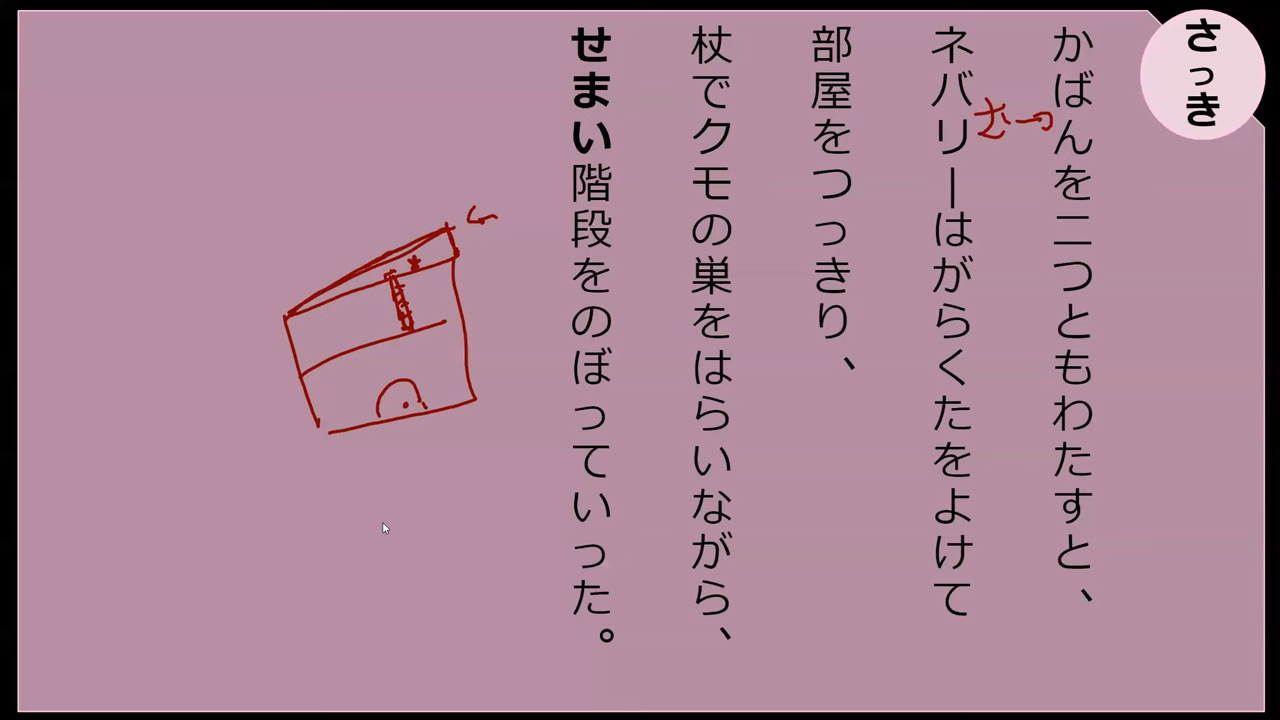 さっき
かばんを二つともわたすと、
ネバリーはがらくたをよけて
部屋をつっきり、
杖でクモの巣をはらいながら、
せまい階段をのぼっていった。